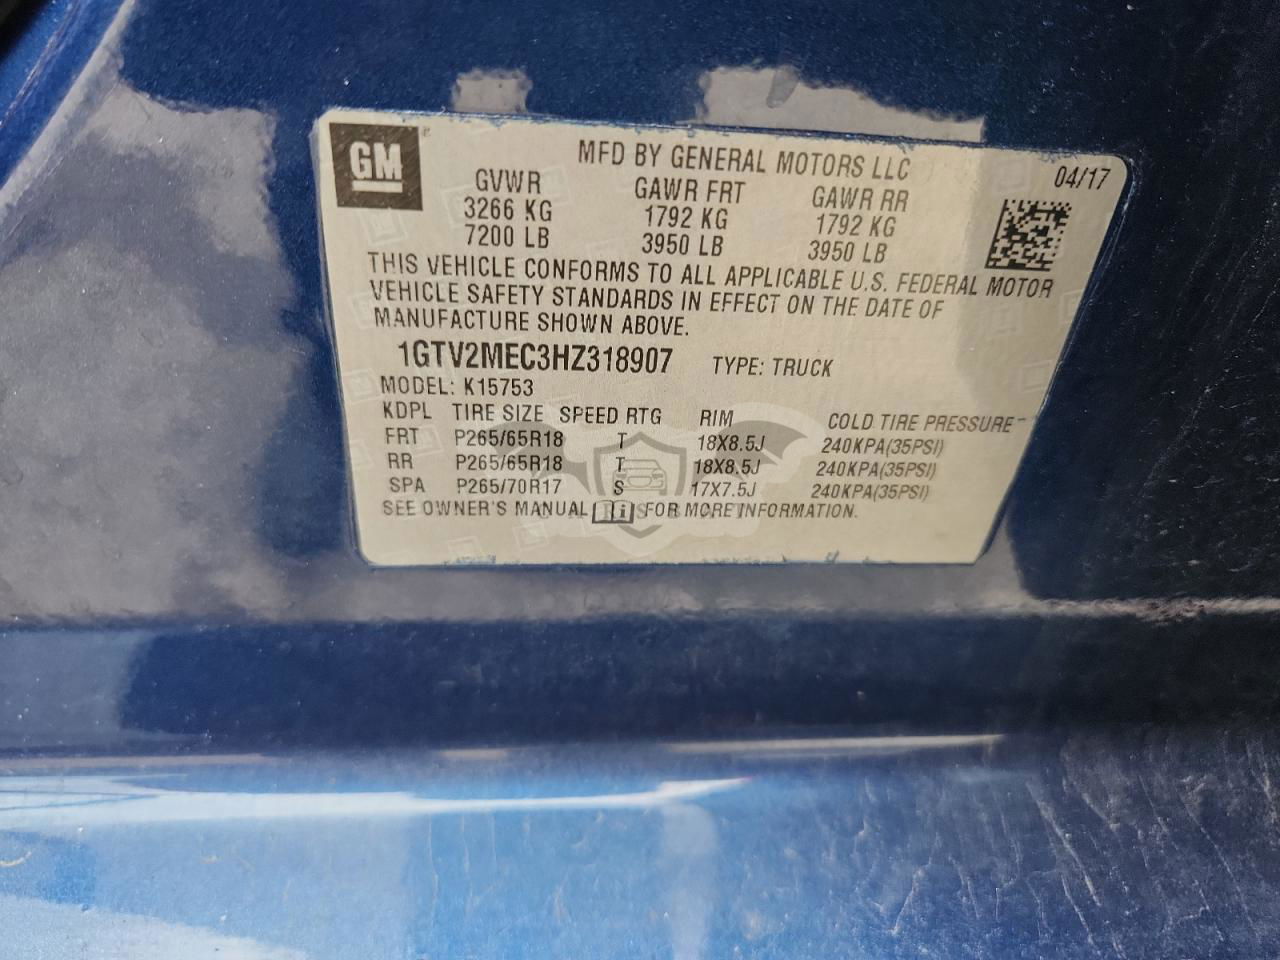 GM
MFD BY GENERAL MOTORS LLC
04/17
GVWR GAWR FRT GAWR RR
3266 KG 1792 KG 1792 KG
7200 LB 3950 LB 3950 LB
THIS VEHICLE CONFORMS TO ALL APPLICABLE U.S. FEDERAL MOTOR
VEHICLE SAFETY STANDARDS IN EFFECT ON THE DATE OF
MANUFACTURE SHOWN ABOVE.
1GTV2MEC3HZ318907 TYPE: TRUCK
MODEL: K15753
KDPL TIRE SIZE SPEED RTG RIM COLD TIRE PRESSURE
FRT P265/65R18 T 18X8.5J 240KPA(35PSI)
RR P265/65R18 T 18X8.5J 240KPA(35PSI)
SPA P265/70R17 S 17X7.5J 240KPA(35PSI)
SEE OWNER'S MANUAL i FOR MORE INFORMATION.